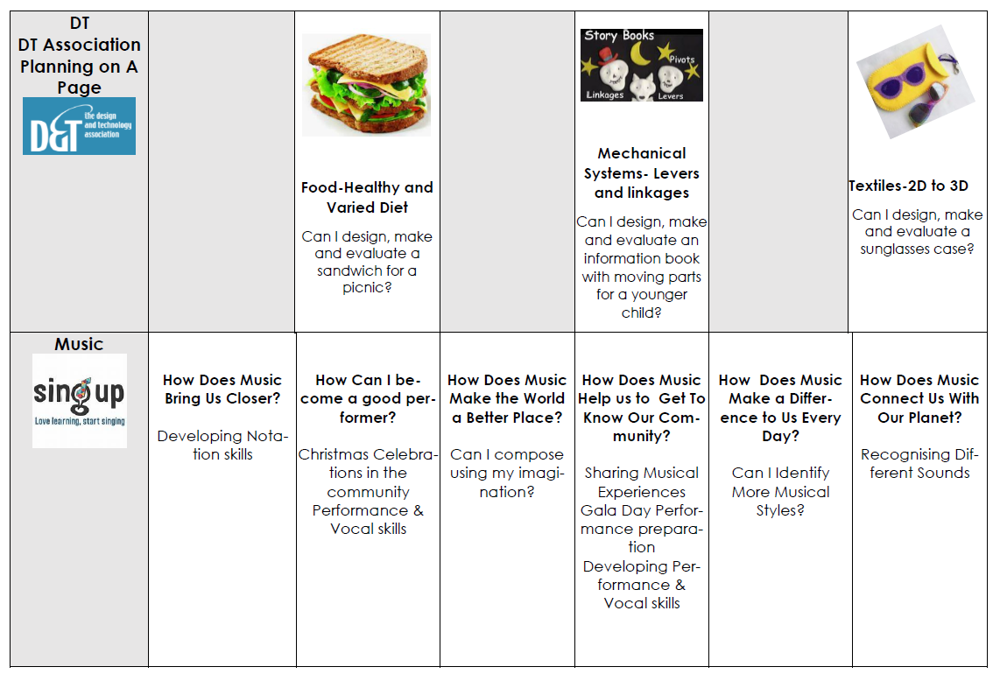 DT
DT Association
Planning on A
Page
D&T
the design
and technology
association
Food-Healthy and
Varied Diet
Can I design, make
and evaluate a
sandwich for a
picnic?
Story Books
Pivots
Linkages
Levers
Mechanical
Systems- Levers
and linkages
Can I design, make
and evaluate an
information book
with moving parts
for a younger
child?
Textiles-2D to 3D
Can I design, make
and evaluate a
sunglasses case?
Music
sing up
Love learning, start singing
How Does Music
Bring Us Closer?
Developing Nota-
tion skills
How Can I be-
come a good per-
former?
Christmas Celebra-
tions in the
community
Performance &
Vocal skills
How Does Music
Make the World
a Better Place?
Can I compose
using my imagi-
nation?
How Does Music
Help us to  Get To
Know Our Com-
munity?
Sharing Musical
Experiences
Gala Day Perfor-
mance prepara-
tion
Developing Per-
formance &
Vocal skills
How  Does Music
Make a Differ-
ence to Us Every
Day?
Can I Identify
More Musical
Styles?
How Does Music
Connect Us With
Our Planet?
Recognising Dif-
ferent Sounds